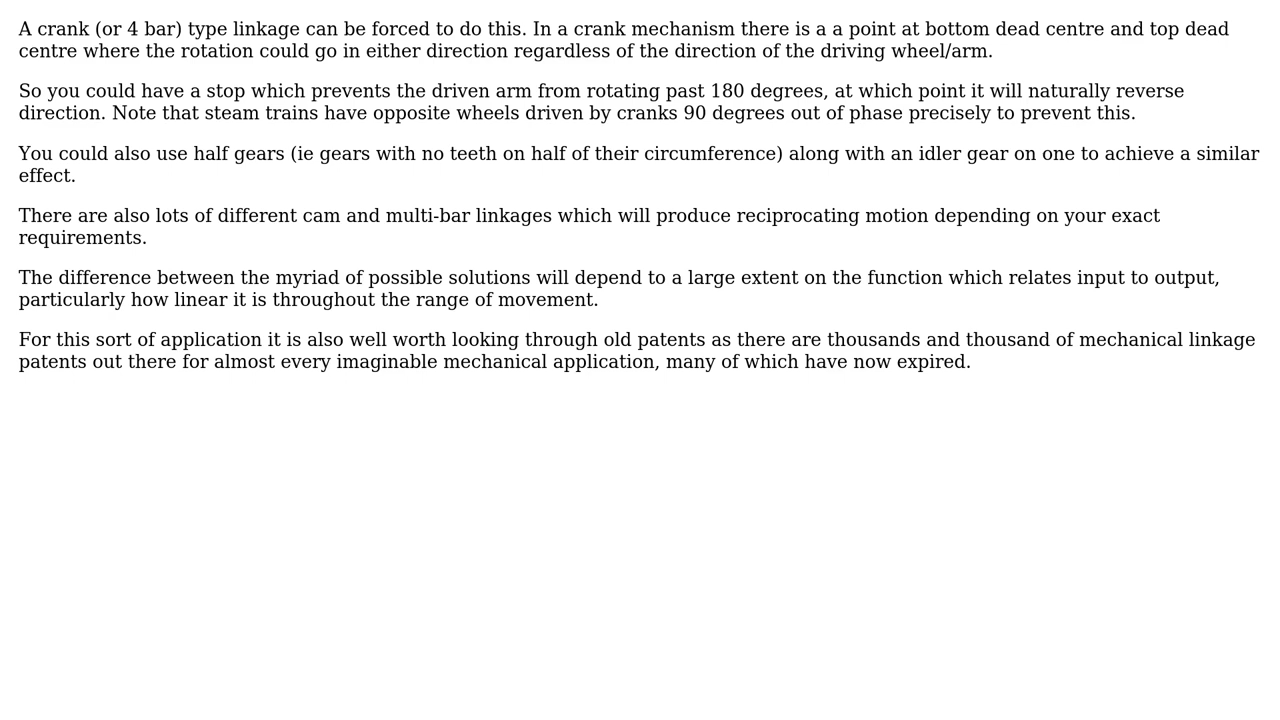 A crank (or 4 bar) type linkage can be forced to do this. In a crank mechanism there is a a point at bottom dead centre and top dead
centre where the rotation could go in either direction regardless of the direction of the driving wheel/arm.
So you could have a stop which prevents the driven arm from rotating past 180 degrees, at which point it will naturally reverse
direction. Note that steam trains have opposite wheels driven by cranks 90 degrees out of phase precisely to prevent this.
You could also use half gears (ie gears with no teeth on half of their circumference) along with an idler gear on one to achieve a similar
effect.
There are also lots of different cam and multi-bar linkages which will produce reciprocating motion depending on your exact
requirements.
The difference between the myriad of possible solutions will depend to a large extent on the function which relates input to output,
particularly how linear it is throughout the range of movement.
For this sort of application it is also well worth looking through old patents as there are thousands and thousand of mechanical linkage
patents out there for almost every imaginable mechanical application, many of which have now expired.